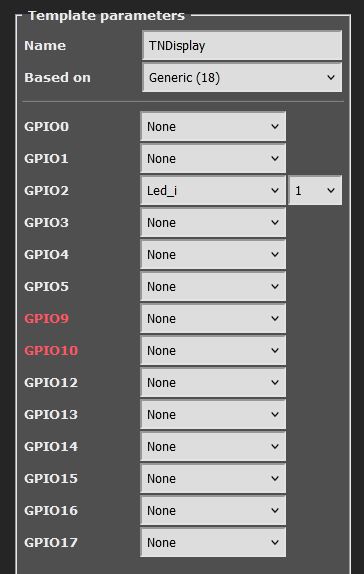 Template parameters
Name TNDisplay
Based on Generic (18)
GPIO0 None
GPIO1 None
GPIO2 Led_i 1
GPIO3 None
GPIO4 None
GPIO5 None
GPIO9 None
GPIO10 None
GPIO12 None
GPIO13 None
GPIO14 None
GPIO15 None
GPIO16 None
GPIO17 None